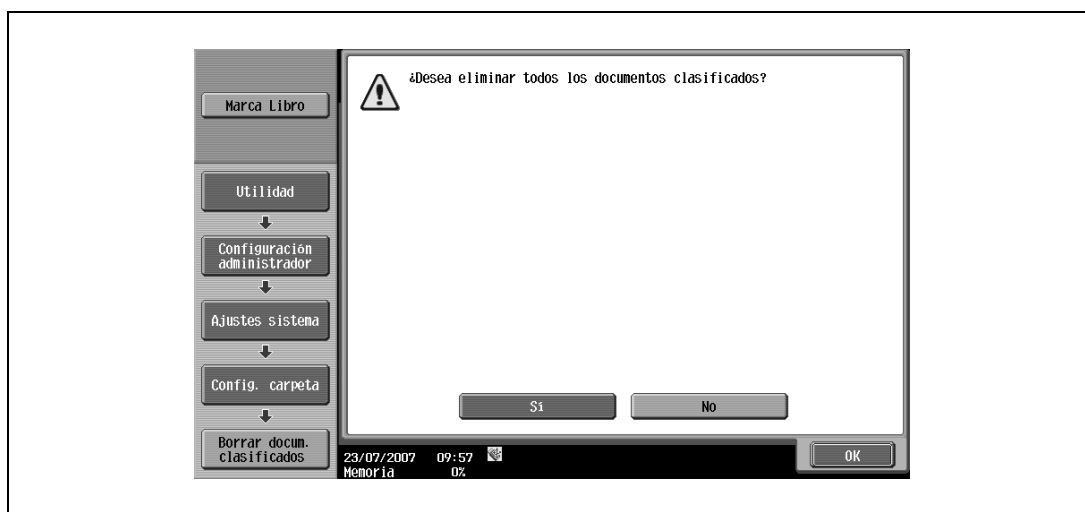 ¿Desea eliminar todos los documentos clasificados?
Marca Libro
Utilidad
Configuración
administrador
Ajustes sistema
Config. carpeta
Borrar docum.
clasificados
Sí
No
23/07/2007 09:57
Memoria 0%
OK